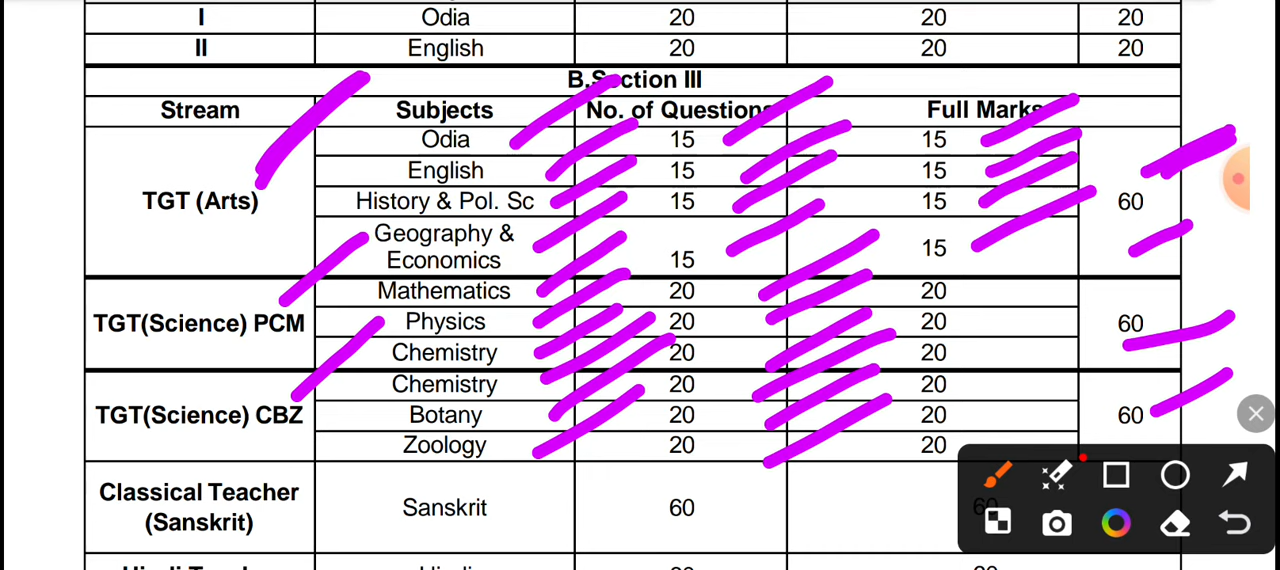 I Odia 20 20 20
II English 20 20 20
B.Section III
Stream Subjects No. of Questions Full Marks
Odia 15 15
English 15 15
TGT (Arts) History & Pol. Sc 15 15 60
Geography &
Economics 15 15
Mathematics 20 20
TGT(Science) PCM Physics 20 20 60
Chemistry 20 20
Chemistry 20 20
TGT(Science) CBZ Botany 20 20 60
Zoology 20 20
Classical Teacher
(Sanskrit) Sanskrit 60 60